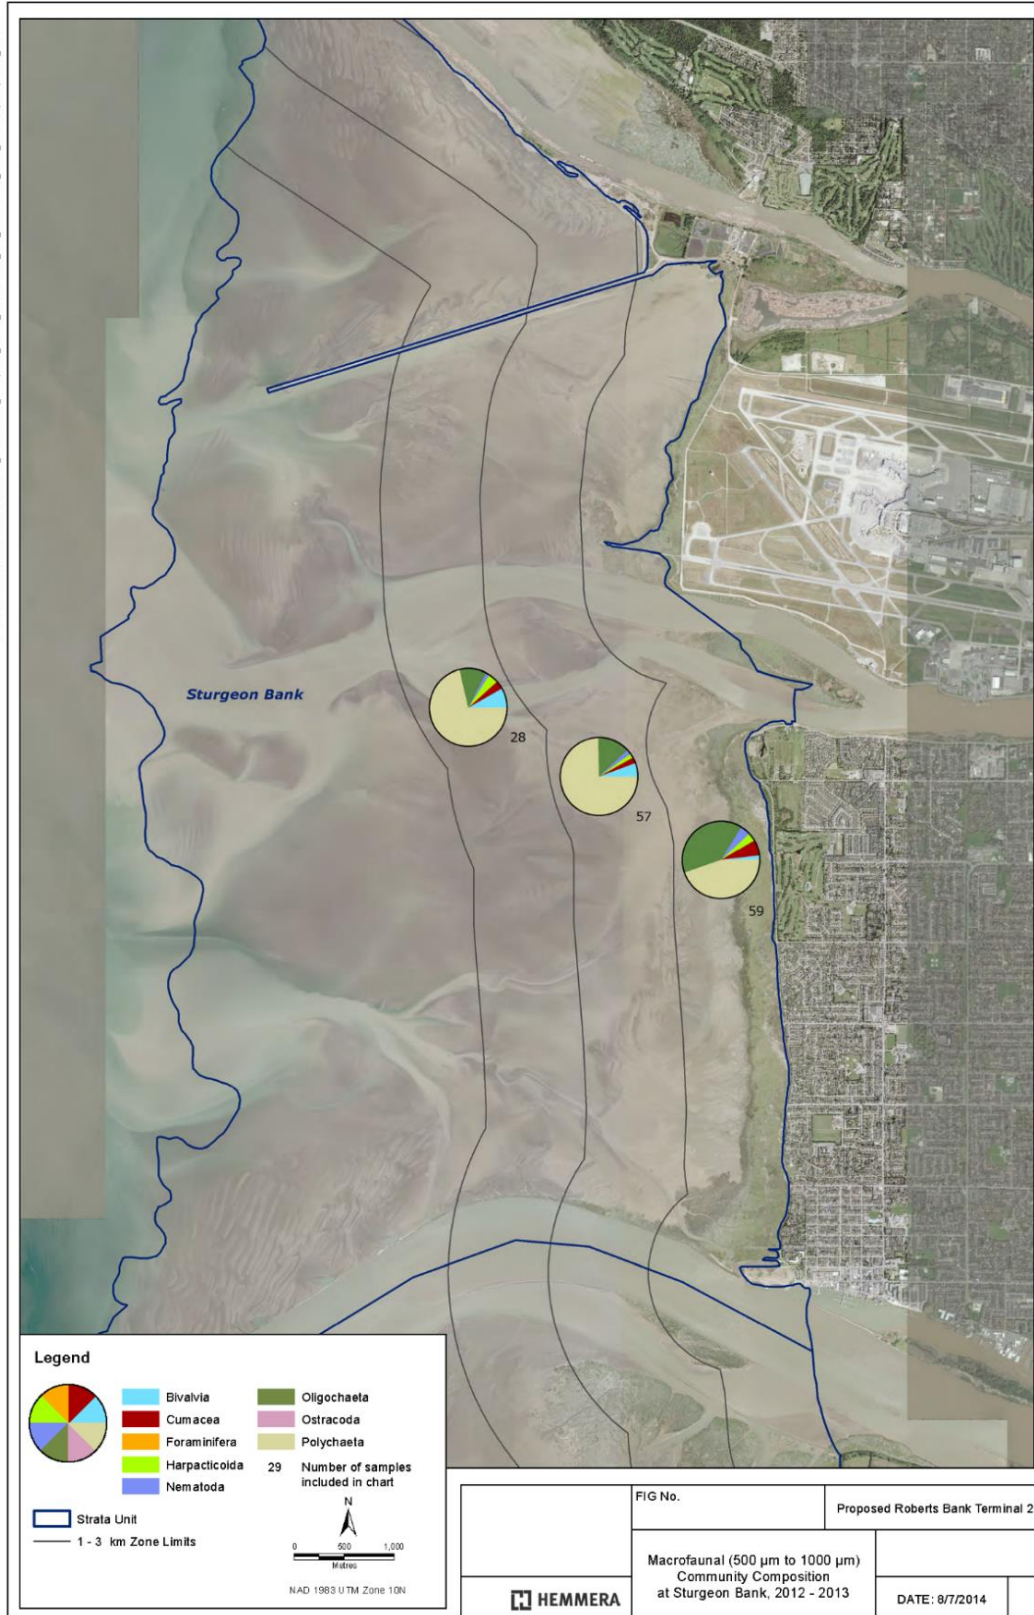 Sturgeon Bank
28
57
59
Legend
Bivalvia
Cumacea
Foraminifera
Harpacticoida
Nematoda
Oligochaeta
Ostracoda
Polychaeta
29 Number of samples
included in chart
Strata Unit
1 - 3 km Zone Limits
N
0 500 1,000
Metres
NAD 1983 UTM Zone 10N
HEMMERA
FIG No.
Proposed Roberts Bank Terminal 2
Macrofaunal (500 µm to 1000 µm)
Community Composition
at Sturgeon Bank, 2012 - 2013
DATE: 8/7/2014